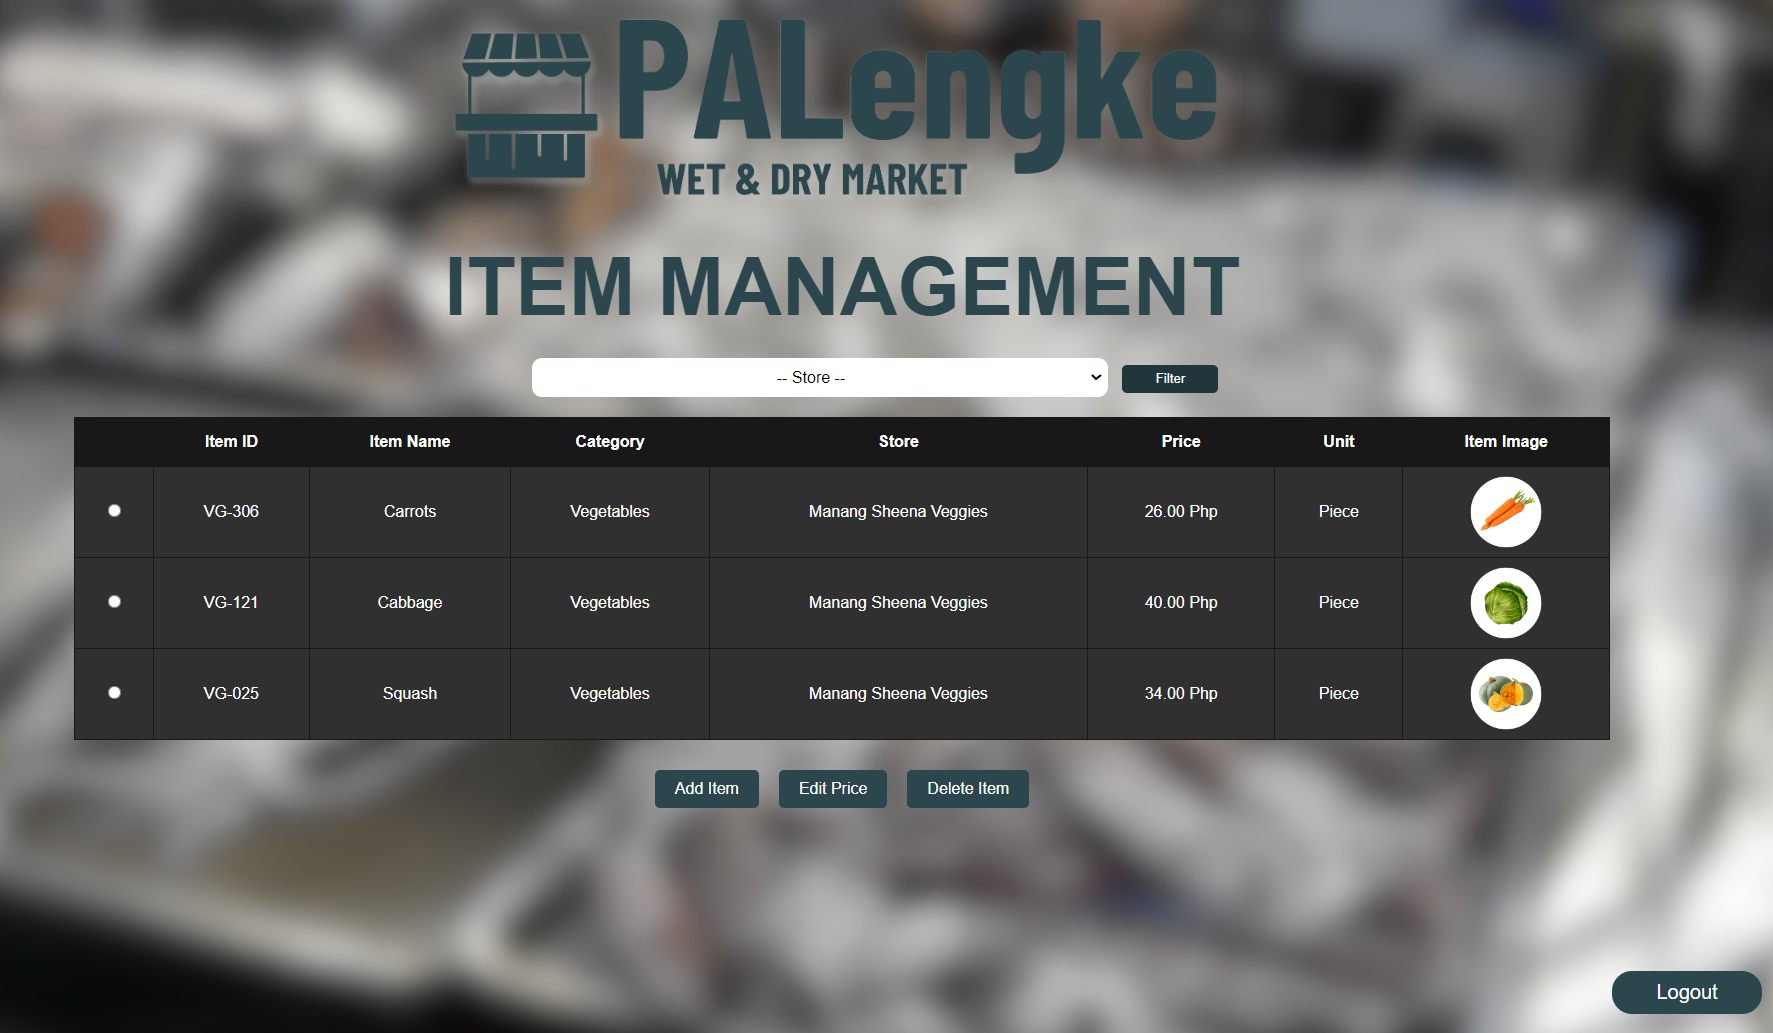 PALengke
WET & DRY MARKET
ITEM MANAGEMENT
-- Store --
Filter
Item ID Item Name Category Store Price Unit Item Image
VG-306 Carrots Vegetables Manang Sheena Veggies 26.00 Php Piece
VG-121 Cabbage Vegetables Manang Sheena Veggies 40.00 Php Piece
VG-025 Squash Vegetables Manang Sheena Veggies 34.00 Php Piece
Add Item Edit Price Delete Item
Logout